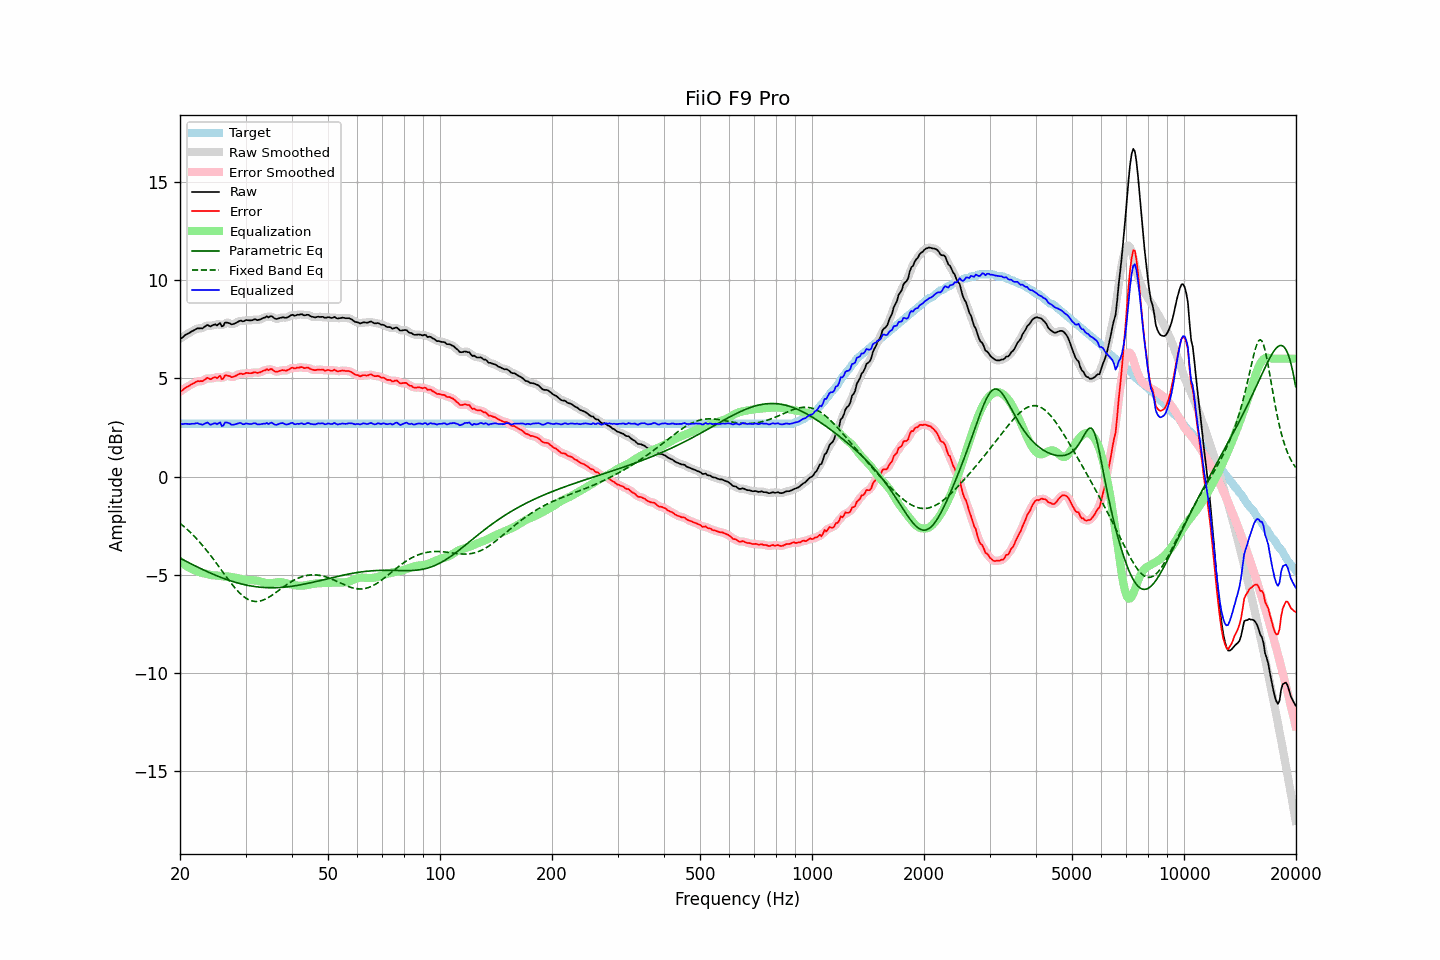 FiiO F9 Pro
Target
Raw Smoothed
Error Smoothed
Raw
Error
Equalization
Parametric Eq
Fixed Band Eq
Equalized
Amplitude (dBr)
15
10
5
0
−5
−10
−15
20
50
100
200
500
1000
2000
5000
10000
20000
Frequency (Hz)